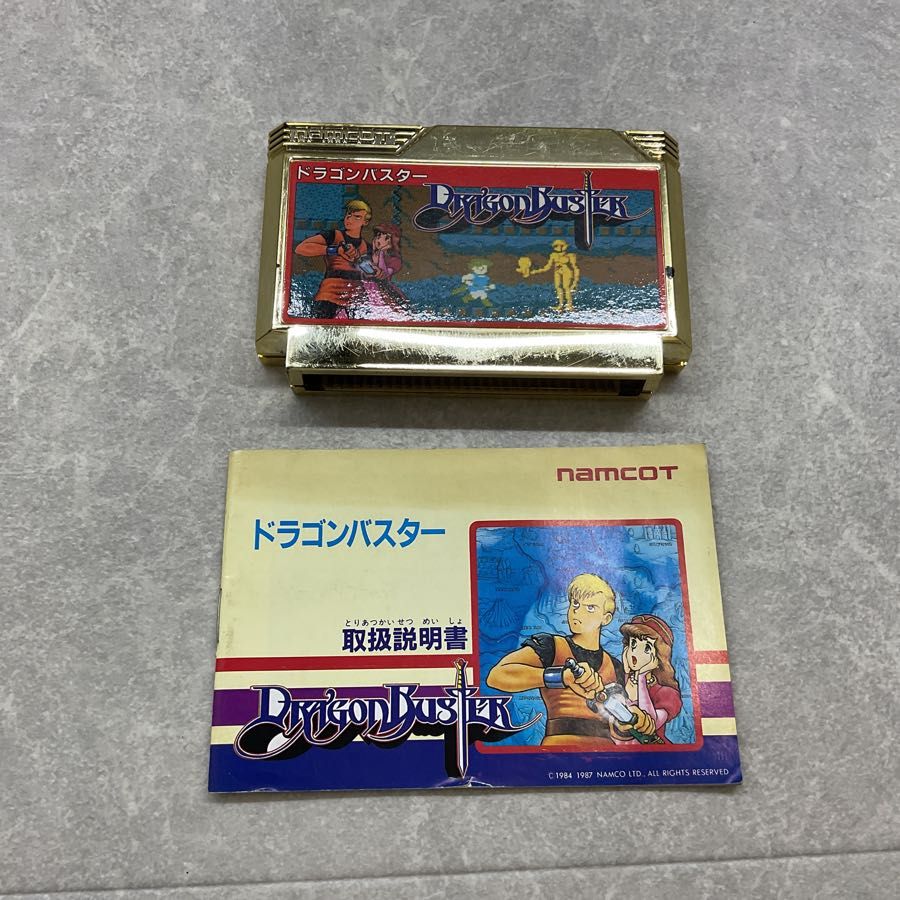 namcot
ドラゴンバスター
DRAGON BUSTER
namcot
ドラゴンバスター
とりあつかいせつ めい しょ
取扱説明書
DRAGON BUSTER
© 1984 1987 NAMCO LTD., ALL RIGHTS RESERVED